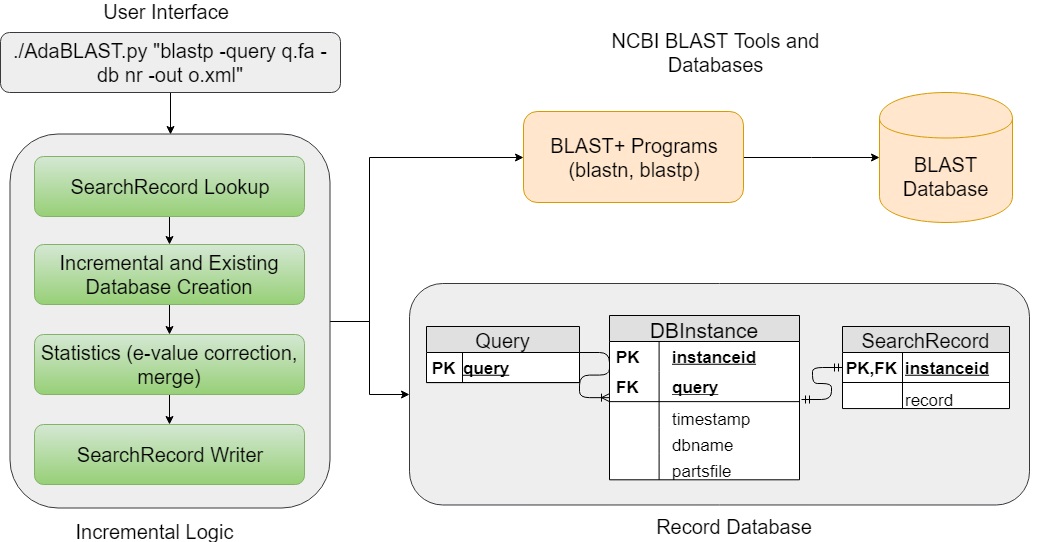 User Interface
./AdaBLAST.py "blastp -query q.fa -
db nr -out o.xml"
SearchRecord Lookup
Incremental and Existing
Database Creation
Statistics (e-value correction,
merge)
SearchRecord Writer
Incremental Logic
NCBI BLAST Tools and
Databases
BLAST+ Programs
(blastn, blastp)
BLAST
Database
Query
PK query
DBInstance
PK instanceid
FK query
timestamp
dbname
partsfile
SearchRecord
PK,FK instanceid
record
Record Database